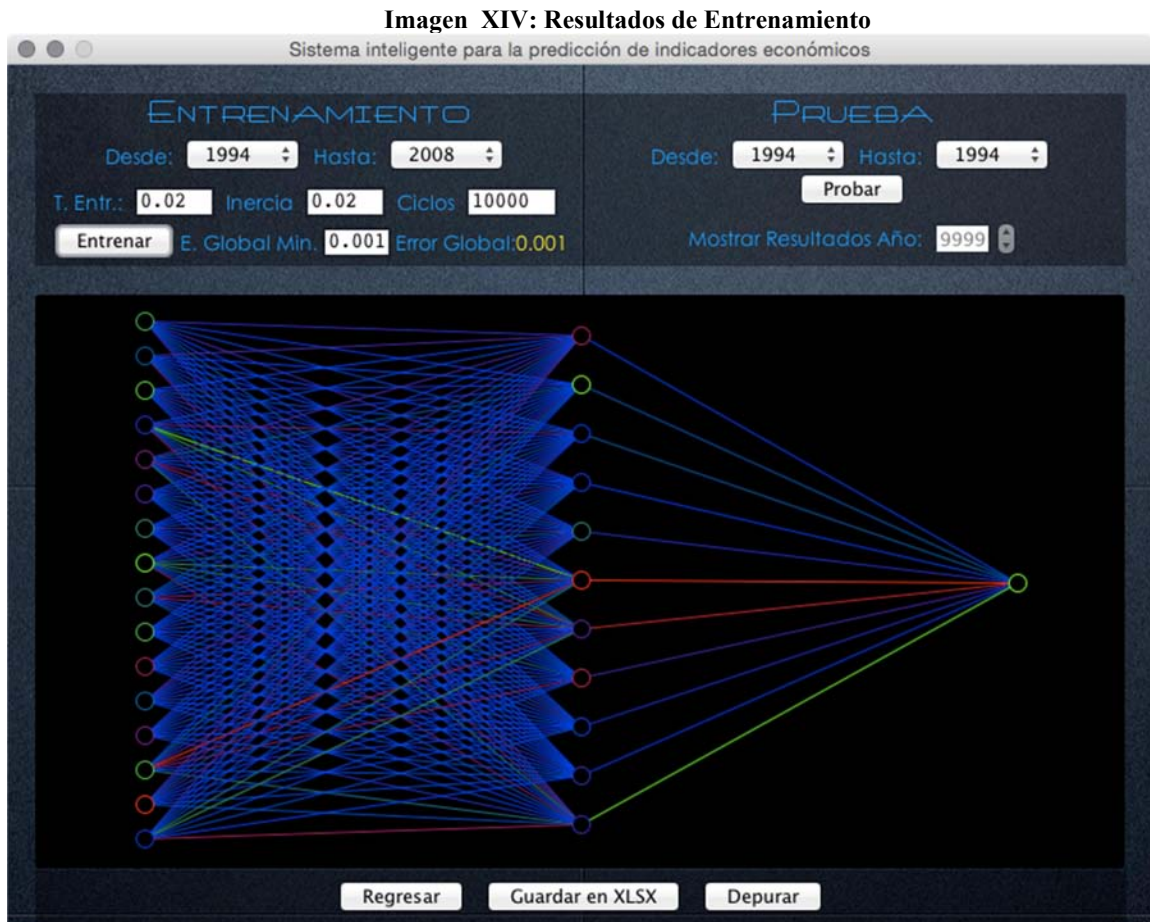 Imagen XIV: Resultados de Entrenamiento
Sistema inteligente para la predicción de indicadores económicos
ENTRENAMIENTO
Desde: 1994 Hasta: 2008
T. Entr.: 0.02 Inercia 0.02 Ciclos 10000
Entrenar E. Global Min. 0.001 Error Global:0.001
PRUEBA
Desde: 1994 Hasta: 1994
Probar
Mostrar Resultados Año: 9999
Regresar Guardar en XLSX Depurar